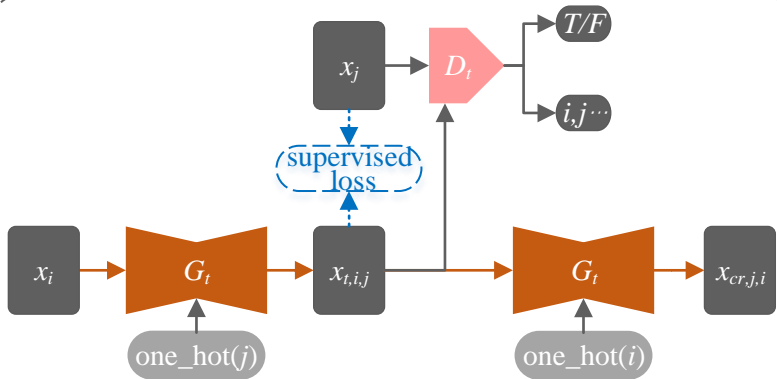 T/F
x_j
D_t
i,j···
supervised
loss
x_i
G_t
x_{t,i,j}
G_t
x_{cr,j,i}
one_hot(j)
one_hot(i)